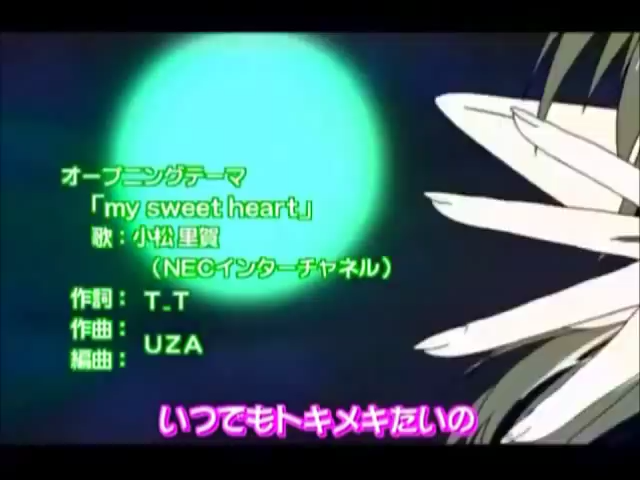 オープニングテーマ
「my sweet heart」
歌：小松 里賀
（NECインターチャネル）
作詞： T_T
作曲：
編曲： UZA
いつでもトキメキたいの